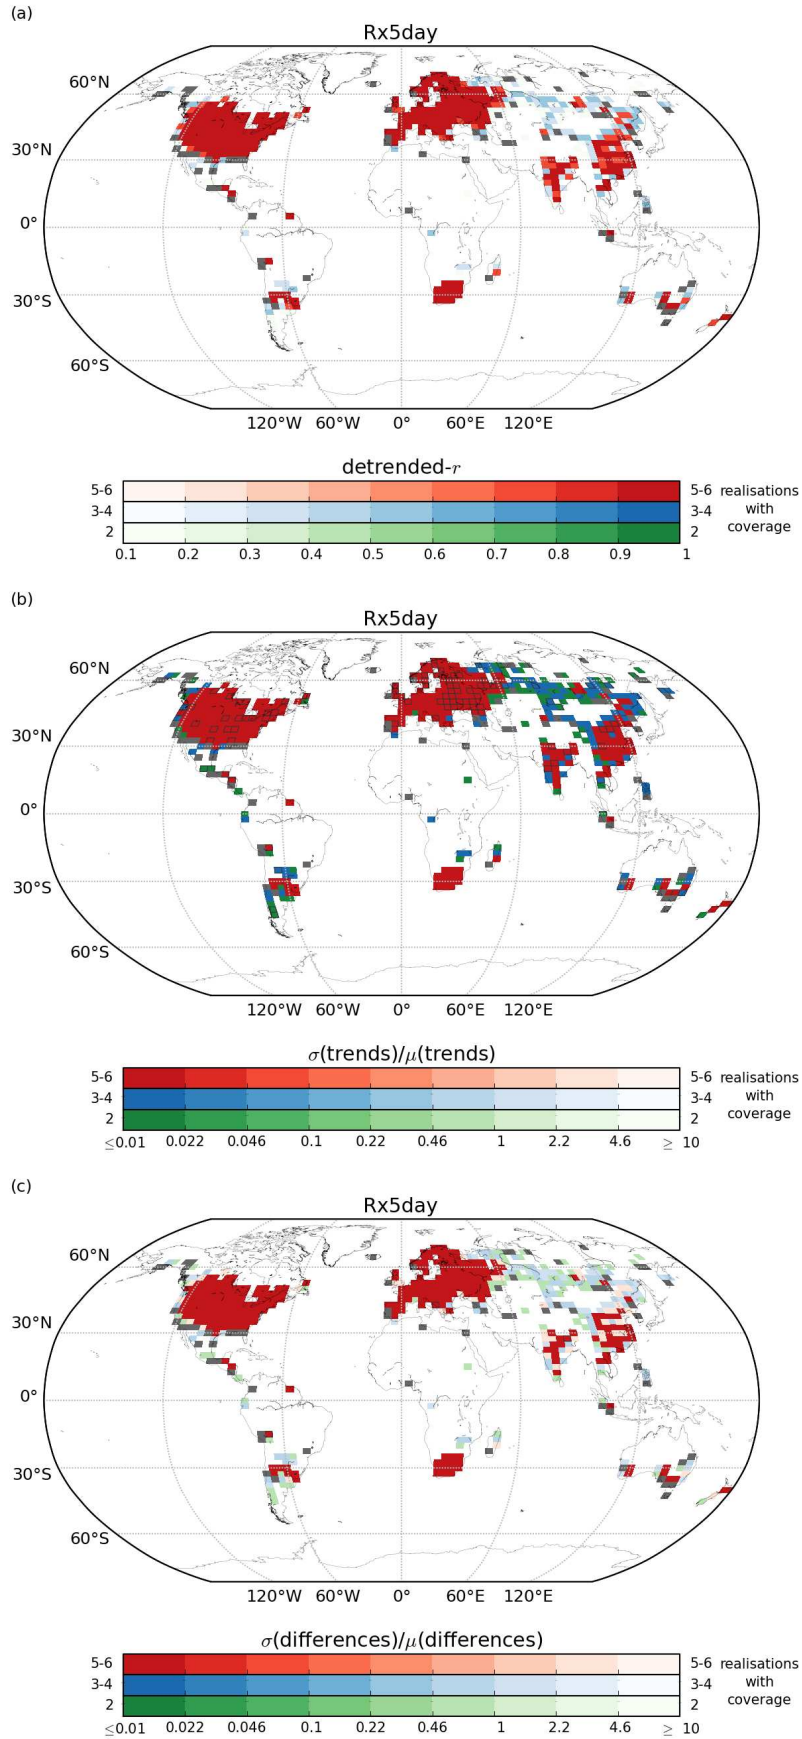 (a)
Rx5day
60°N
30°N
0°
30°S
60°S
120°W 60°W 0° 60°E 120°E
detrended-r
5-6 5-6 realisations
3-4 3-4 with
2 2 coverage
0.1 0.2 0.3 0.4 0.5 0.6 0.7 0.8 0.9 1
(b)
Rx5day
60°N
30°N
0°
30°S
60°S
120°W 60°W 0° 60°E 120°E
σ(trends)/μ(trends)
5-6 5-6 realisations
3-4 3-4 with
2 2 coverage
≤0.01 0.022 0.046 0.1 0.22 0.46 1 2.2 4.6 ≥ 10
(c)
Rx5day
60°N
30°N
0°
30°S
60°S
120°W 60°W 0° 60°E 120°E
σ(differences)/μ(differences)
5-6 5-6 realisations
3-4 3-4 with
2 2 coverage
≤0.01 0.022 0.046 0.1 0.22 0.46 1 2.2 4.6 ≥ 10